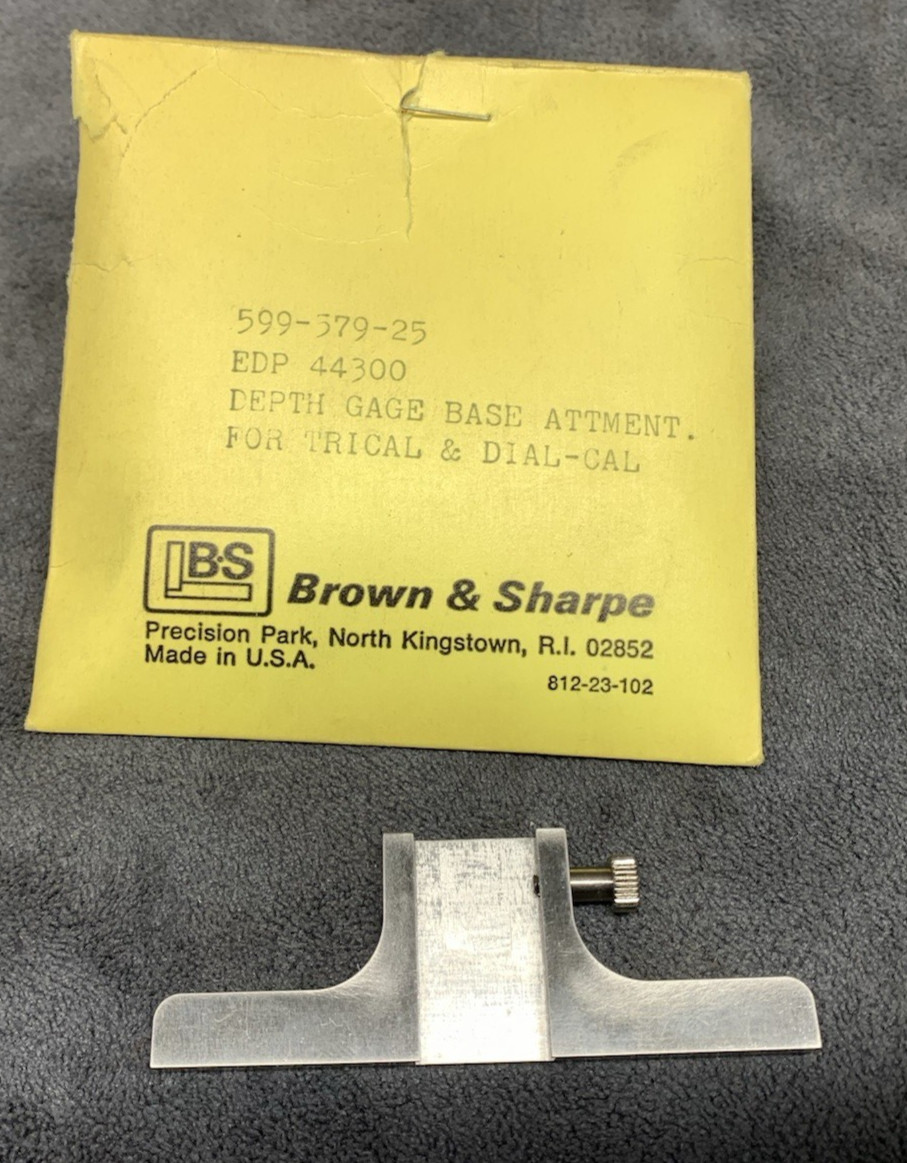 599-579-25
EDP 44300
DEPTH GAGE BASE ATTMENT.
FOR TRICAL & DIAL-CAL
B·S Brown & Sharpe
Precision Park, North Kingstown, R.I. 02852
Made in U.S.A.
812-23-102